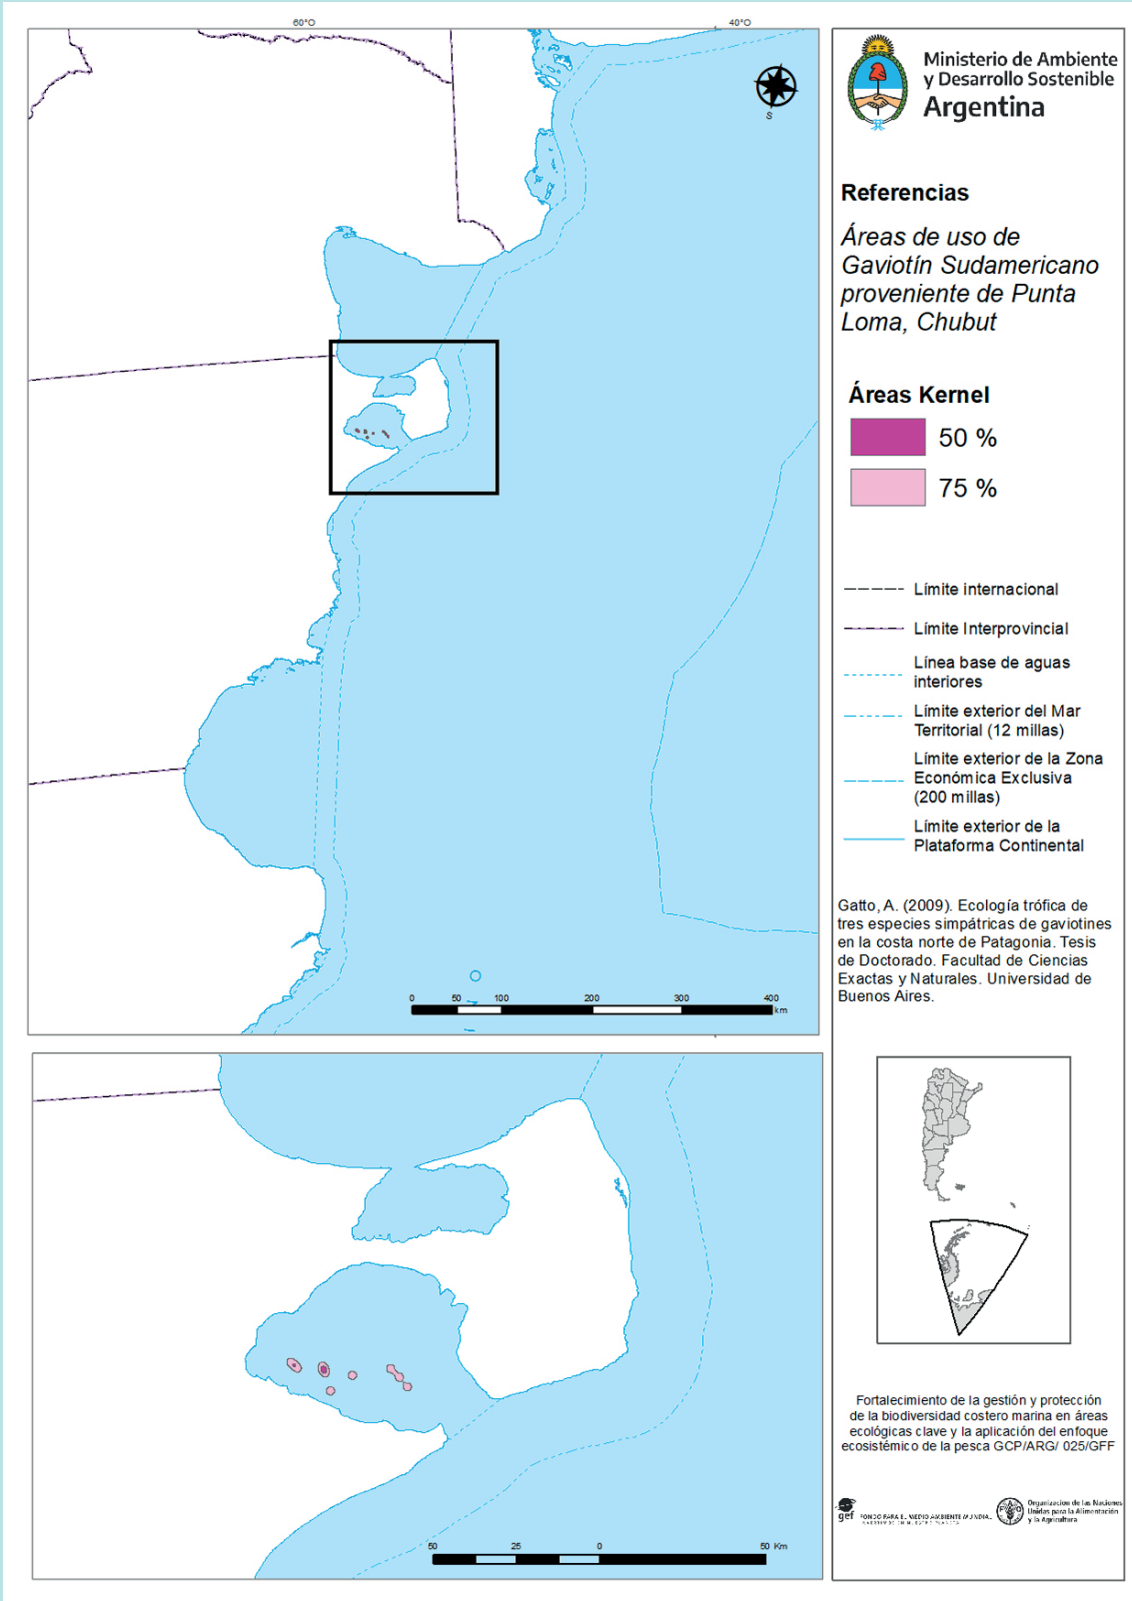 60°O
40°O
S
0 50 100 200 300 400
km
50 25 0 50 Km
Ministerio de Ambiente
y Desarrollo Sostenible
Argentina
Referencias
Áreas de uso de
Gaviotín Sudamericano
proveniente de Punta
Loma, Chubut
Áreas Kernel
50 %
75 %
Límite internacional
Límite Interprovincial
Línea base de aguas
interiores
Límite exterior del Mar
Territorial (12 millas)
Límite exterior de la Zona
Económica Exclusiva
(200 millas)
Límite exterior de la
Plataforma Continental
Gatto, A. (2009). Ecología trófica de
tres especies simpátricas de gaviotines
en la costa norte de Patagonia. Tesis
de Doctorado. Facultad de Ciencias
Exactas y Naturales. Universidad de
Buenos Aires.
Fortalecimiento de la gestión y protección
de la biodiversidad costero marina en áreas
ecológicas clave y la aplicación del enfoque
ecosistémico de la pesca GCP/ARG/ 025/GFF
gef
FONDO PARA EL MEDIO AMBIENTE MUNDIAL
Organización de las Naciones
Unidas para la Alimentación
y la Agricultura